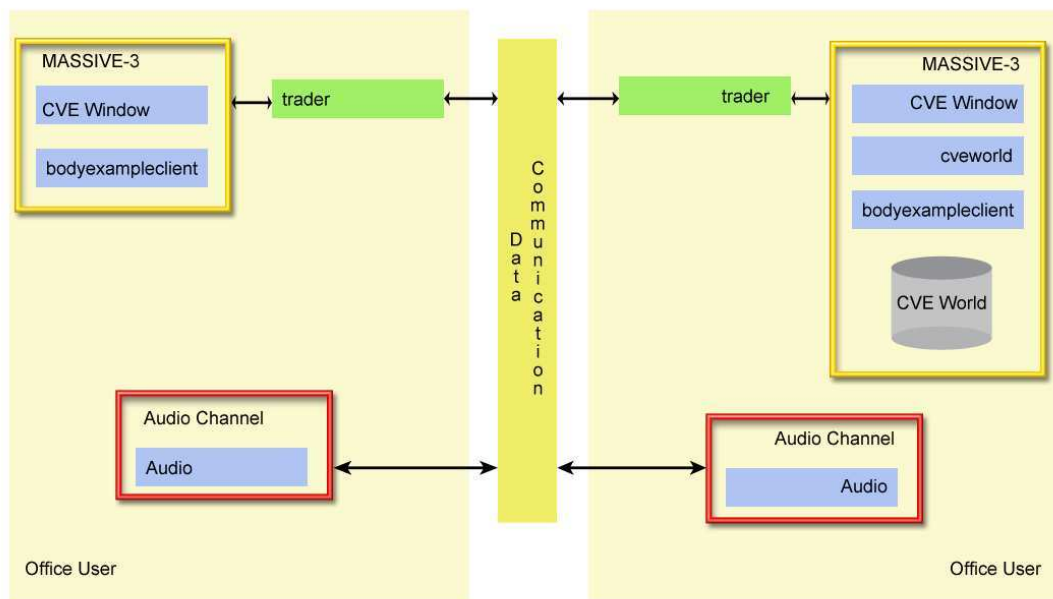 MASSIVE-3
CVE Window
bodyexampleclient
trader
Audio Channel
Audio
Office User
Data
Communication
trader
MASSIVE-3
CVE Window
cveworld
bodyexampleclient
CVE World
Audio Channel
Audio
Office User